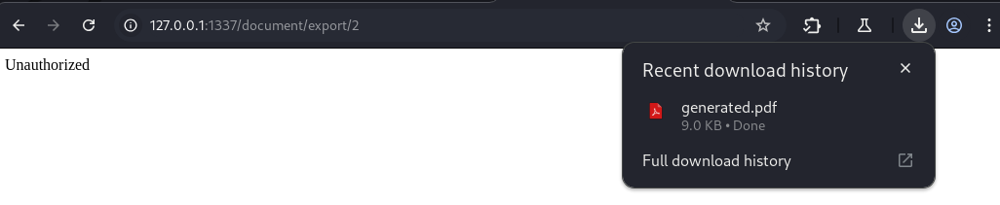 127.0.0.1:1337/document/export/2
Unauthorized
Recent download history
generated.pdf
9.0 KB • Done
Full download history